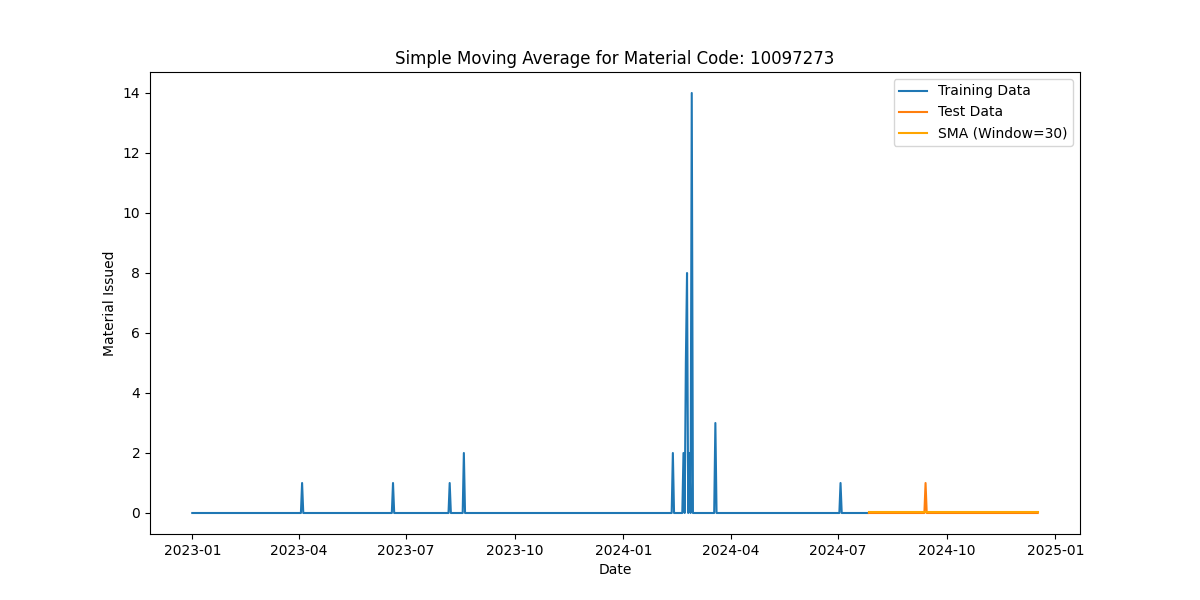 Simple Moving Average for Material Code: 10097273
Training Data
Test Data
SMA (Window=30)
Material Issued
14
12
10
8
6
4
2
0
2023-01 2023-04 2023-07 2023-10 2024-01 2024-04 2024-07 2024-10 2025-01
Date